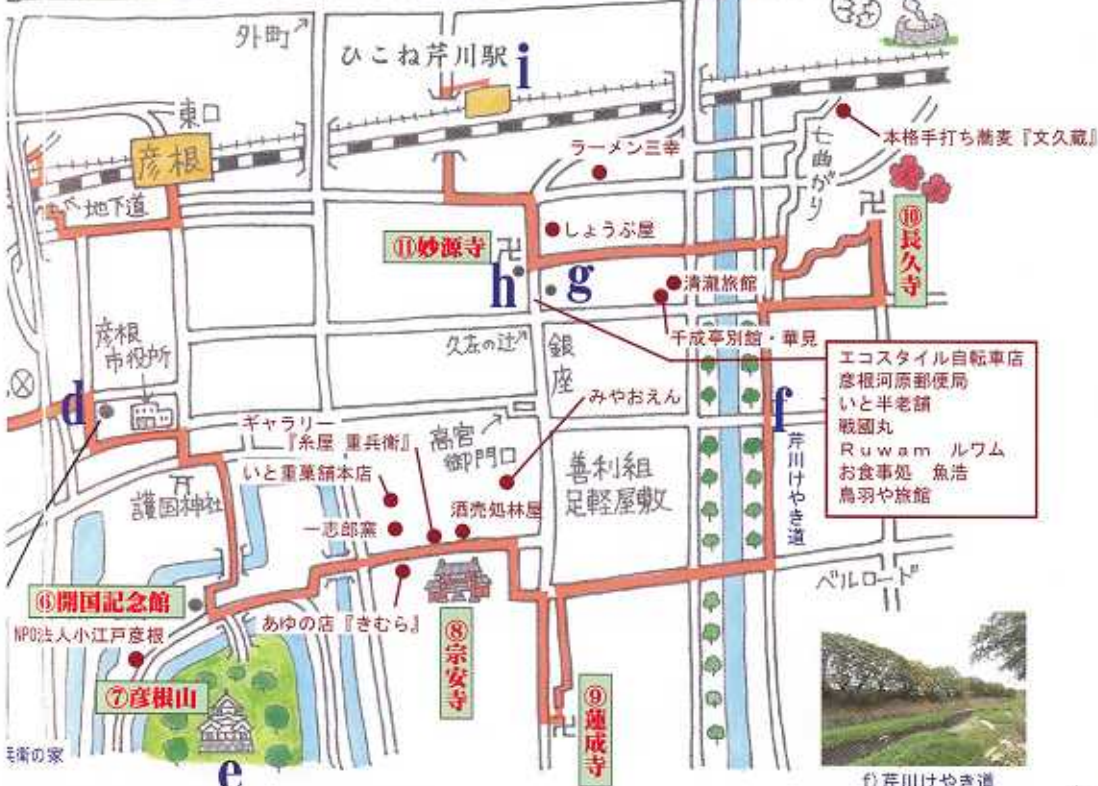 外町
ひこね芹川駅
i
東口
彦根
地下道
ラーメン三幸
七曲がり
本格手打ち蕎麦『文久蔵』
⑩長久寺
しょうぶ屋
⑪妙源寺
h
g
清瀧旅館
千成亭別館・華見
久左の辻
銀座
彦根市役所
d
エコスタイル自転車店
彦根河原郵便局
いと半老舗
戦國丸
Ruwam ルワム
お食事処 魚浩
鳥羽や旅館
みやおえん
f
芹川けやき道
ギャラリー
『糸屋 重兵衛』
高宮御門口
いと重菓舗本店
善利組
足軽屋敷
護国神社
酒売処林屋
一志郎窯
ベルロード
⑥開国記念館
NPO法人小江戸彦根
あゆの店『きむら』
⑧宗安寺
⑦彦根山
⑨蓮成寺
兵衛の家
e
f)芹川けやき道